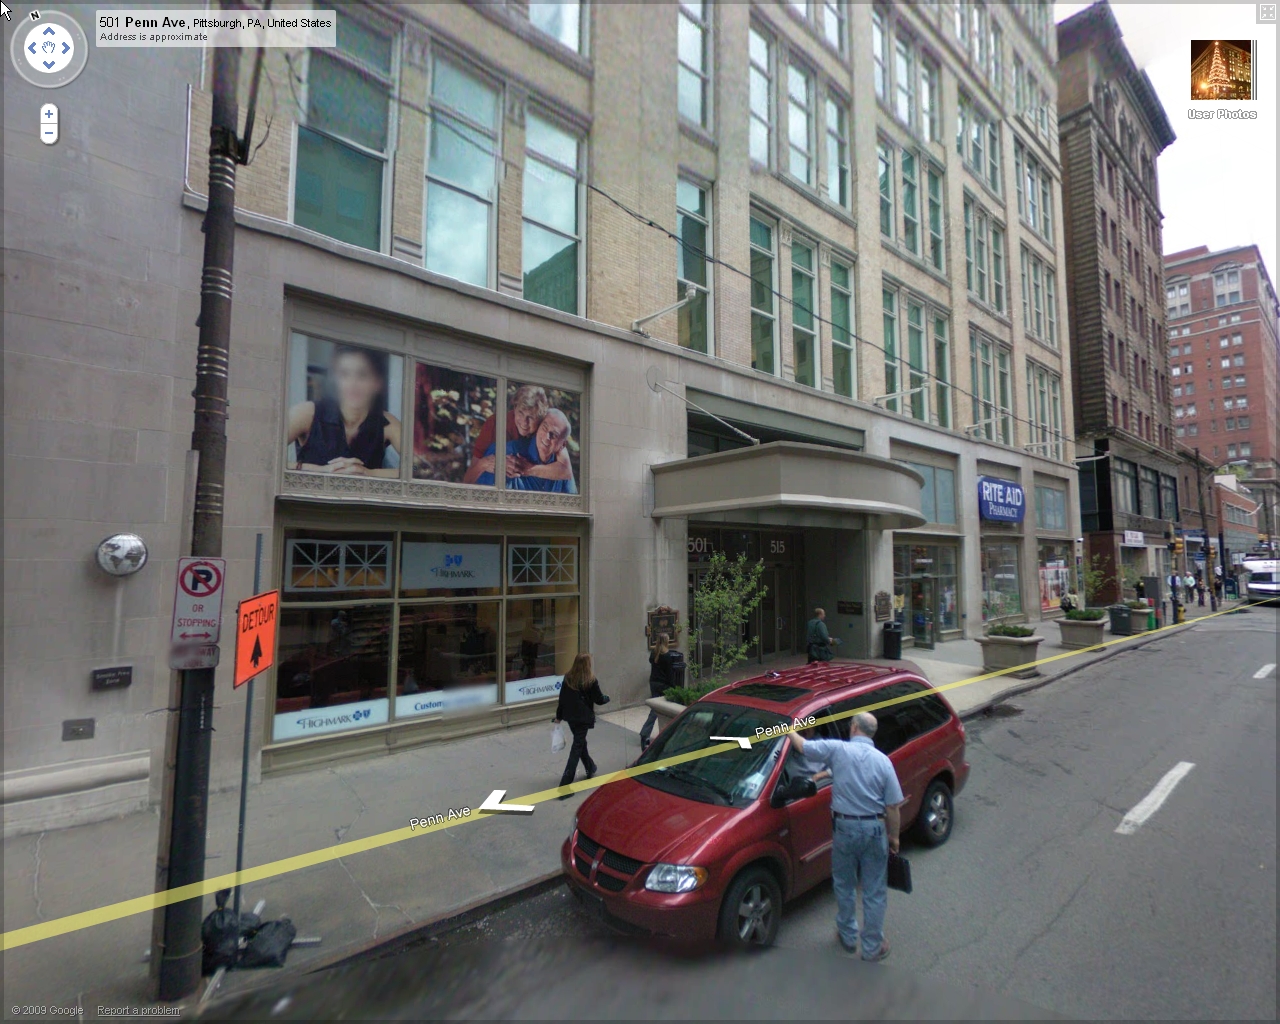 N
501 Penn Ave, Pittsburgh, PA, United States
Address is approximate
User Photos
RITE AID
PHARMACY
501
515
HIGHMARK
OR
STOPPING
DETOUR
HIGHMARK
Custom
HIGHMARK
Penn Ave
Penn Ave
© 2009 Google
Report a problem